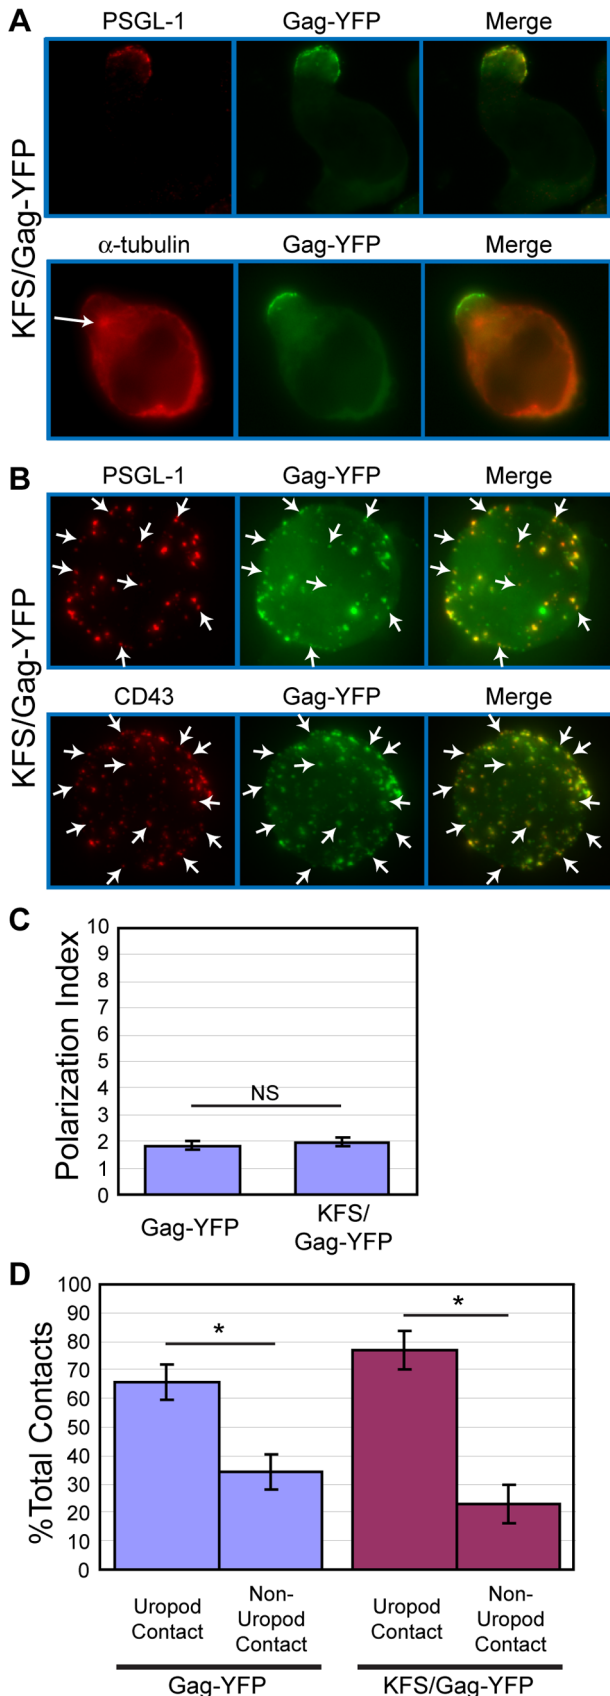 A
PSGL-1 Gag-YFP Merge
KFS/Gag-YFP
α-tubulin Gag-YFP Merge
B
PSGL-1 Gag-YFP Merge
KFS/Gag-YFP
CD43 Gag-YFP Merge
C
Polarization Index
10
9
8
7
6
5
4
3
2
1
0
NS
Gag-YFP KFS/
Gag-YFP
D
%Total Contacts
100
90
80
70
60
50
40
30
20
10
0
* *
Uropod Non- Uropod Non-
Contact Uropod Contact Uropod
Contact Contact
Gag-YFP KFS/Gag-YFP